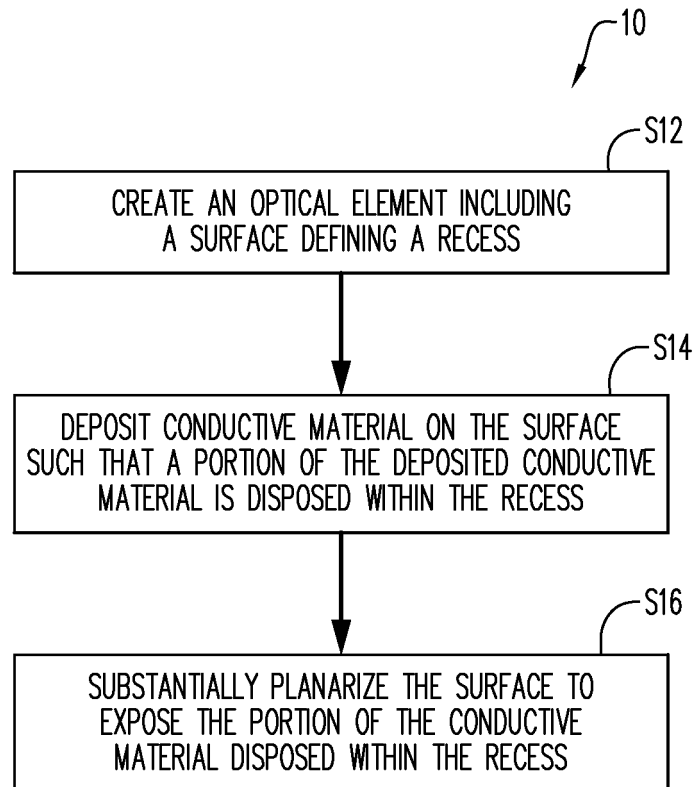 10
S12
CREATE AN OPTICAL ELEMENT INCLUDING
A SURFACE DEFINING A RECESS
S14
DEPOSIT CONDUCTIVE MATERIAL ON THE SURFACE
SUCH THAT A PORTION OF THE DEPOSITED CONDUCTIVE
MATERIAL IS DISPOSED WITHIN THE RECESS
S16
SUBSTANTIALLY PLANARIZE THE SURFACE TO
EXPOSE THE PORTION OF THE CONDUCTIVE
MATERIAL DISPOSED WITHIN THE RECESS